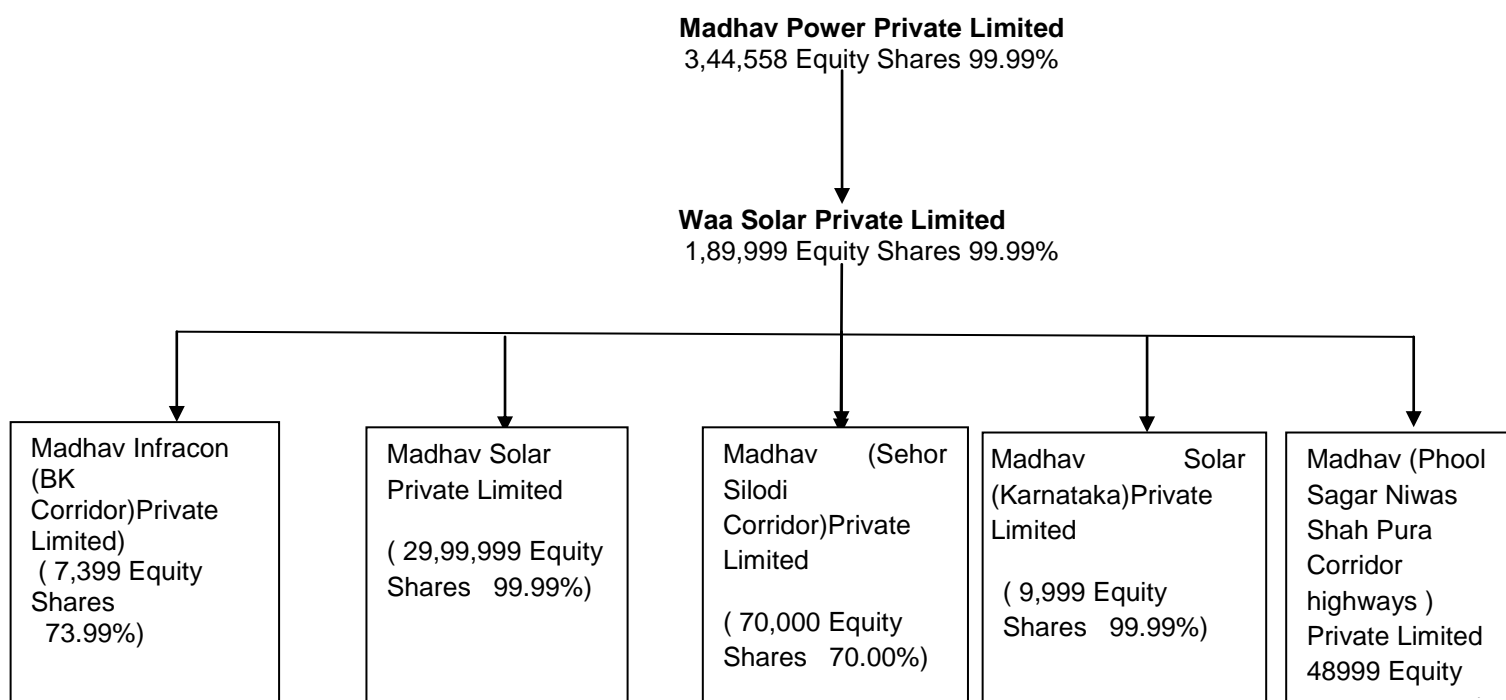 Madhav Power Private Limited
3,44,558 Equity Shares 99.99%
Waa Solar Private Limited
1,89,999 Equity Shares 99.99%
Madhav Infracon
(BK
Corridor)Private
Limited)
( 7,399 Equity
Shares
73.99%)
Madhav Solar
Private Limited
( 29,99,999 Equity
Shares 99.99%)
Madhav (Sehor
Silodi
Corridor)Private
Limited
( 70,000 Equity
Shares 70.00%)
Madhav Solar
(Karnataka)Private
Limited
( 9,999 Equity
Shares 99.99%)
Madhav (Phool
Sagar Niwas
Shah Pura
Corridor
highways )
Private Limited
48999 Equity